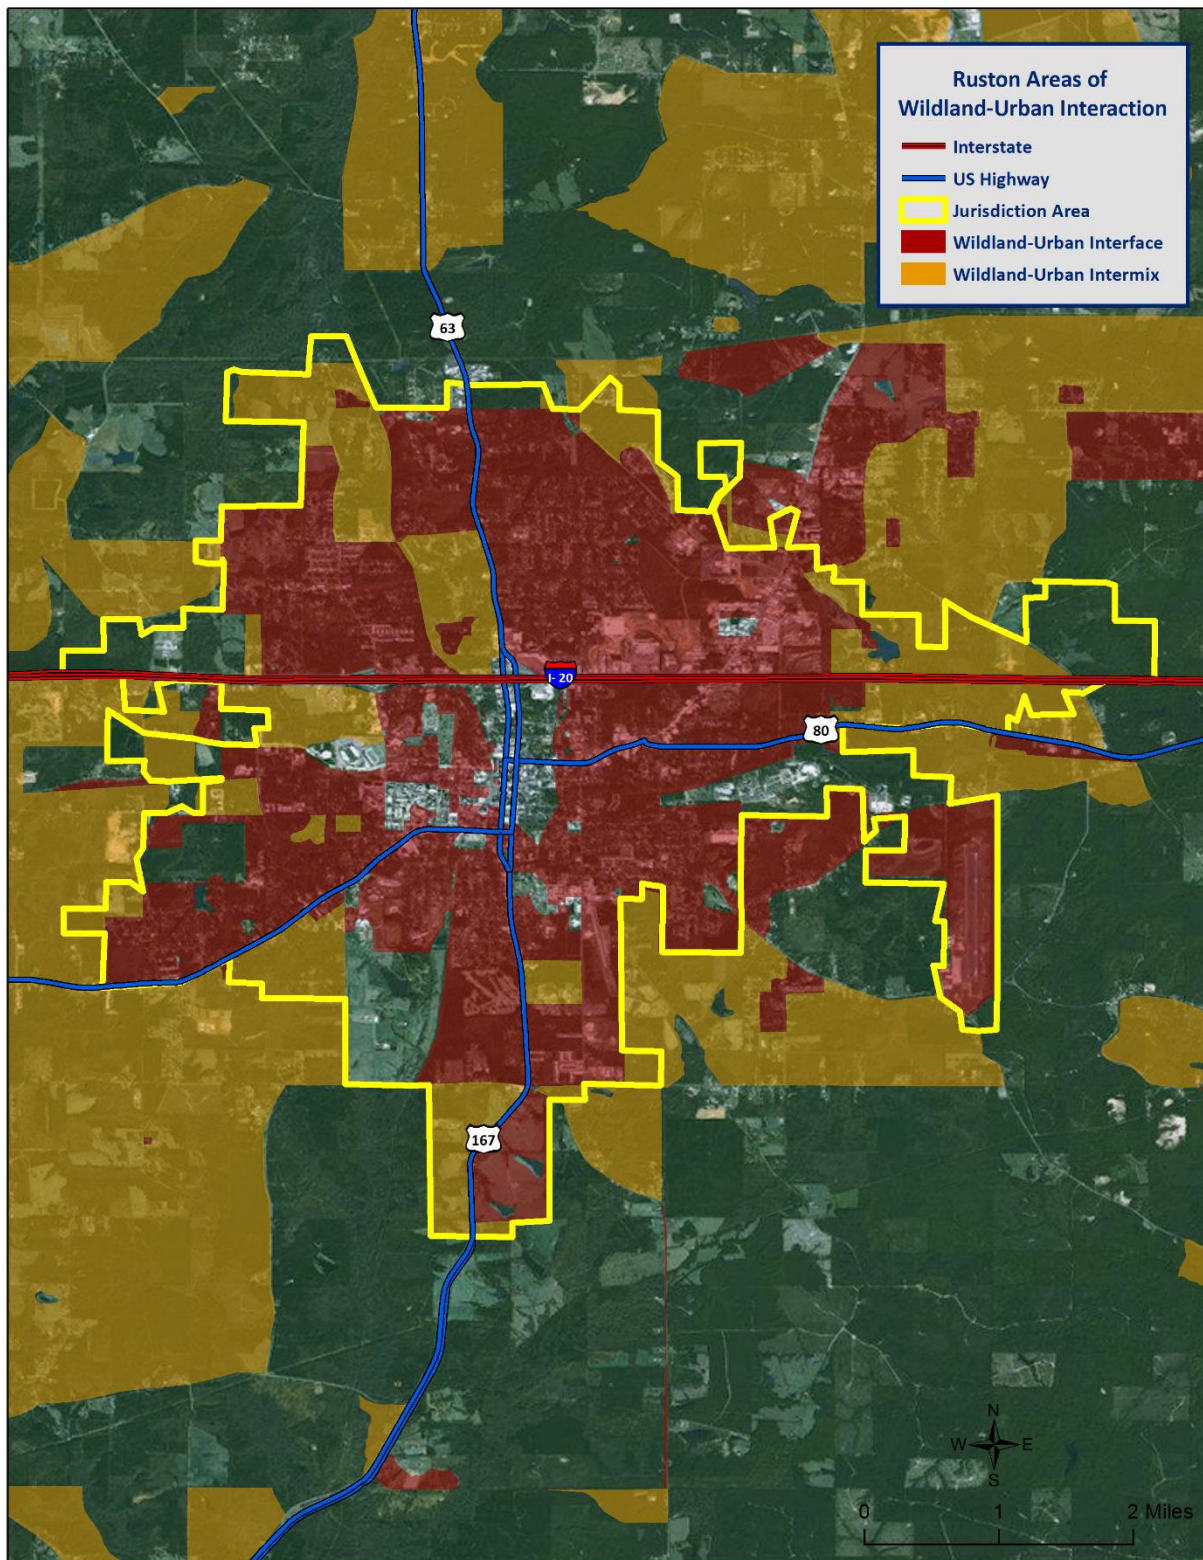 Ruston Areas of
Wildland-Urban Interaction
Interstate
US Highway
Jurisdiction Area
Wildland-Urban Interface
Wildland-Urban Intermix
63
I-20
80
167
N
W E
S
0 1 2 Miles